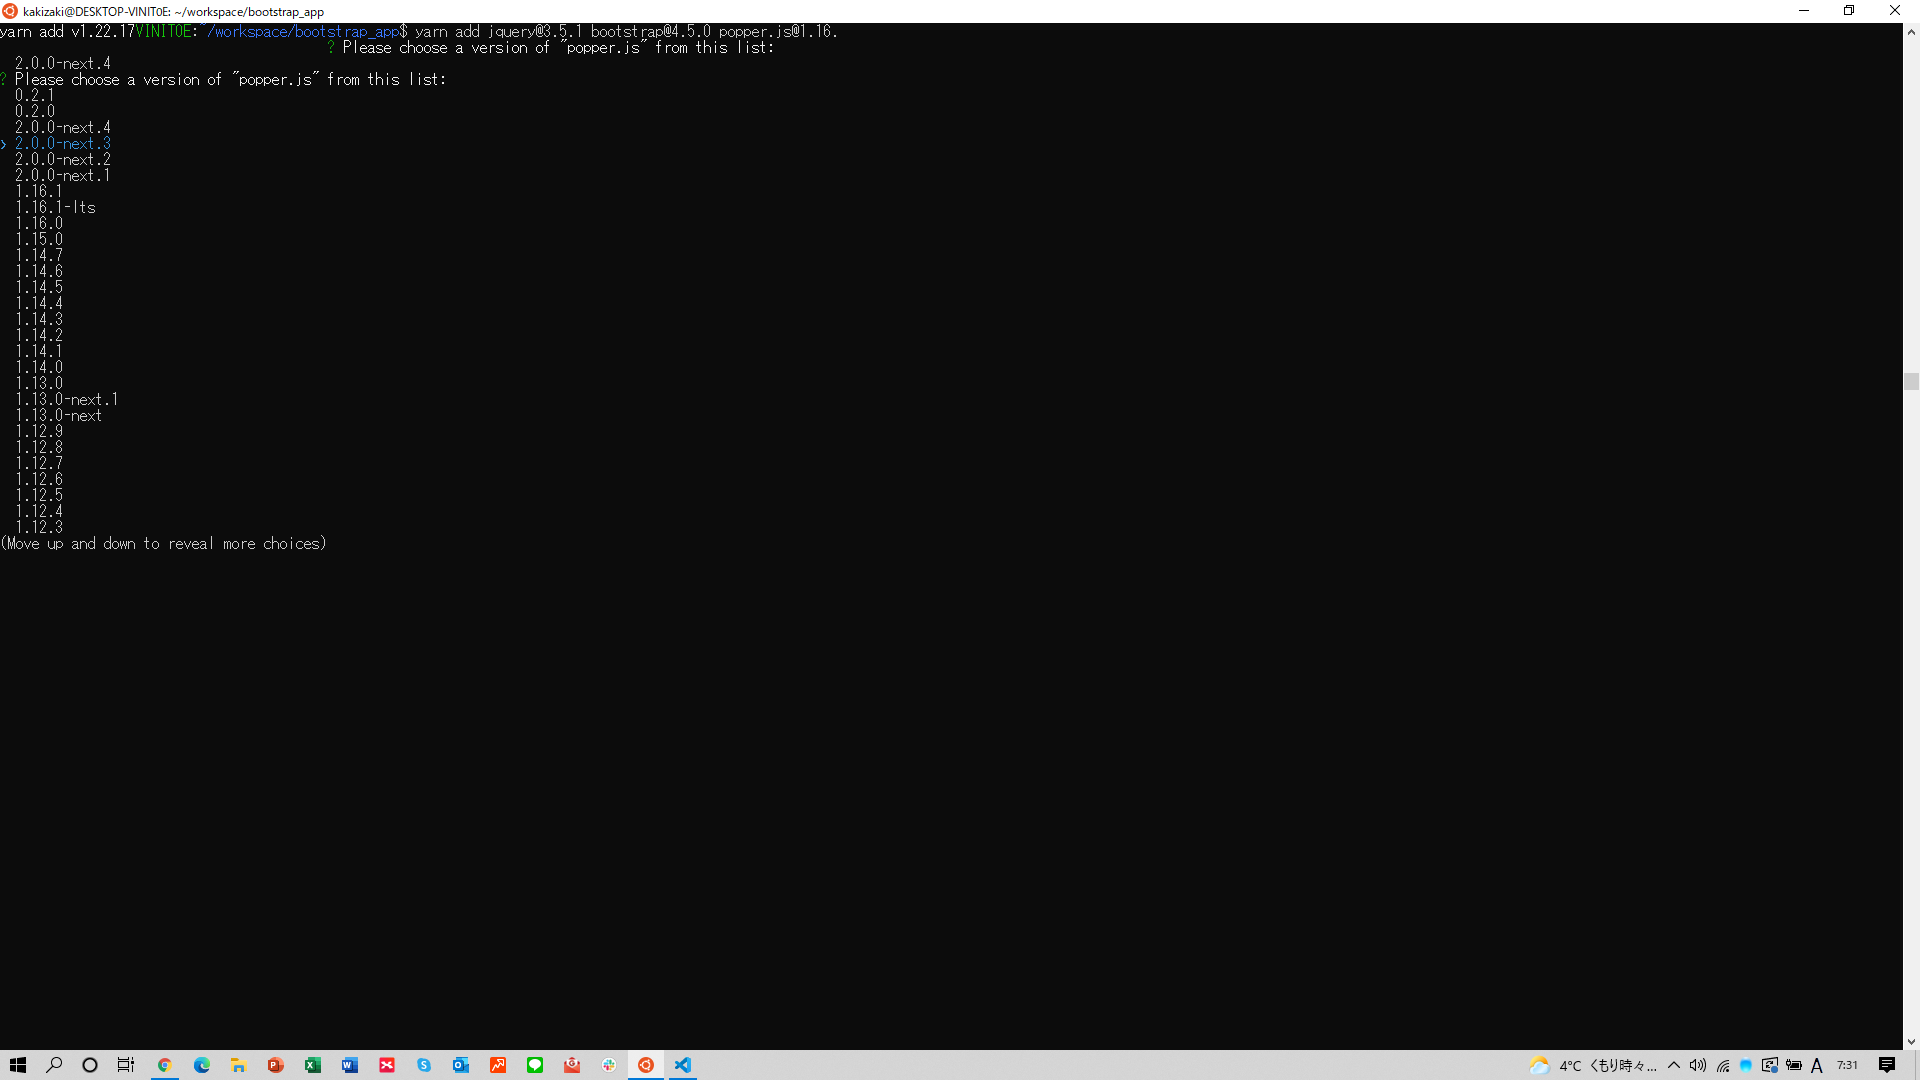 kakizaki@DESKTOP-VINIT0E: ~/workspace/bootstrap_app
yarn add v1.22.17VINIT0E:~/workspace/bootstrap_app$ yarn add jquery@3.5.1 bootstrap@4.5.0 popper.js@1.16.
? Please choose a version of "popper.js" from this list:
2.0.0-next.4
? Please choose a version of "popper.js" from this list:
0.2.1
0.2.0
2.0.0-next.4
❯ 2.0.0-next.3
2.0.0-next.2
2.0.0-next.1
1.16.1
1.16.1-lts
1.16.0
1.15.0
1.14.7
1.14.6
1.14.5
1.14.4
1.14.3
1.14.2
1.14.1
1.14.0
1.13.0
1.13.0-next.1
1.13.0-next
1.12.9
1.12.8
1.12.7
1.12.6
1.12.5
1.12.4
1.12.3
(Move up and down to reveal more choices)
4°C くもり時々... A 7:31